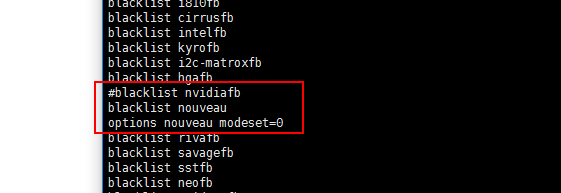 blacklist i810fb
blacklist cirrusfb
blacklist intelfb
blacklist kyrofb
blacklist i2c-matroxfb
blacklist hgafb
#blacklist nvidiafb
blacklist nouveau
options nouveau modeset=0
blacklist rivafb
blacklist savagefb
blacklist sstfb
blacklist neofb